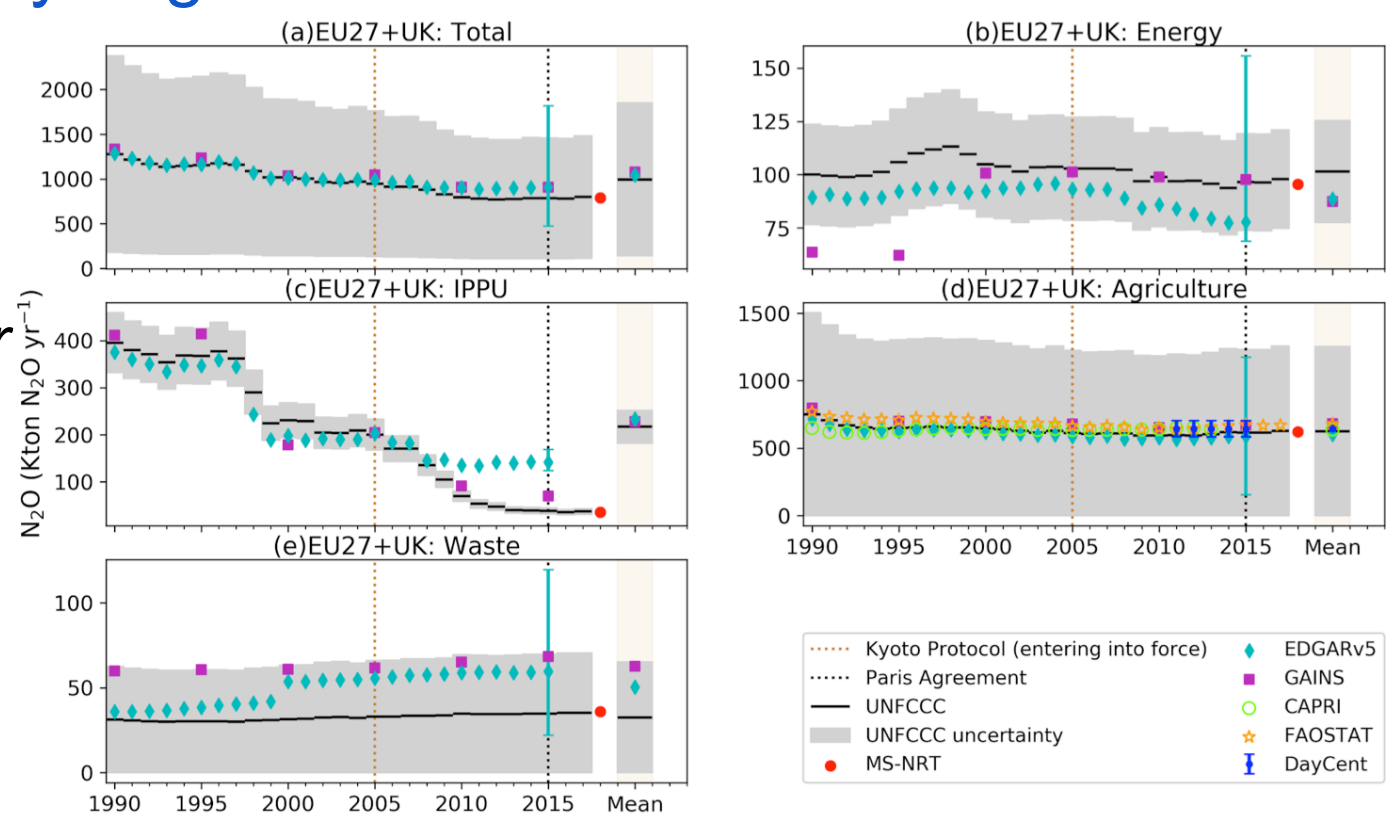 (a)EU27+UK: Total
2000
1500
1000
500
0
(b)EU27+UK: Energy
150
125
100
75
N₂O (Kton N₂O yr⁻¹)
(c)EU27+UK: IPPU
400
300
200
100
(d)EU27+UK: Agriculture
1500
1000
500
0
1990 1995 2000 2005 2010 2015 Mean
(e)EU27+UK: Waste
100
50
0
1990 1995 2000 2005 2010 2015 Mean
Kyoto Protocol (entering into force)
Paris Agreement
UNFCCC
UNFCCC uncertainty
MS-NRT
EDGARv5
GAINS
CAPRI
FAOSTAT
DayCent